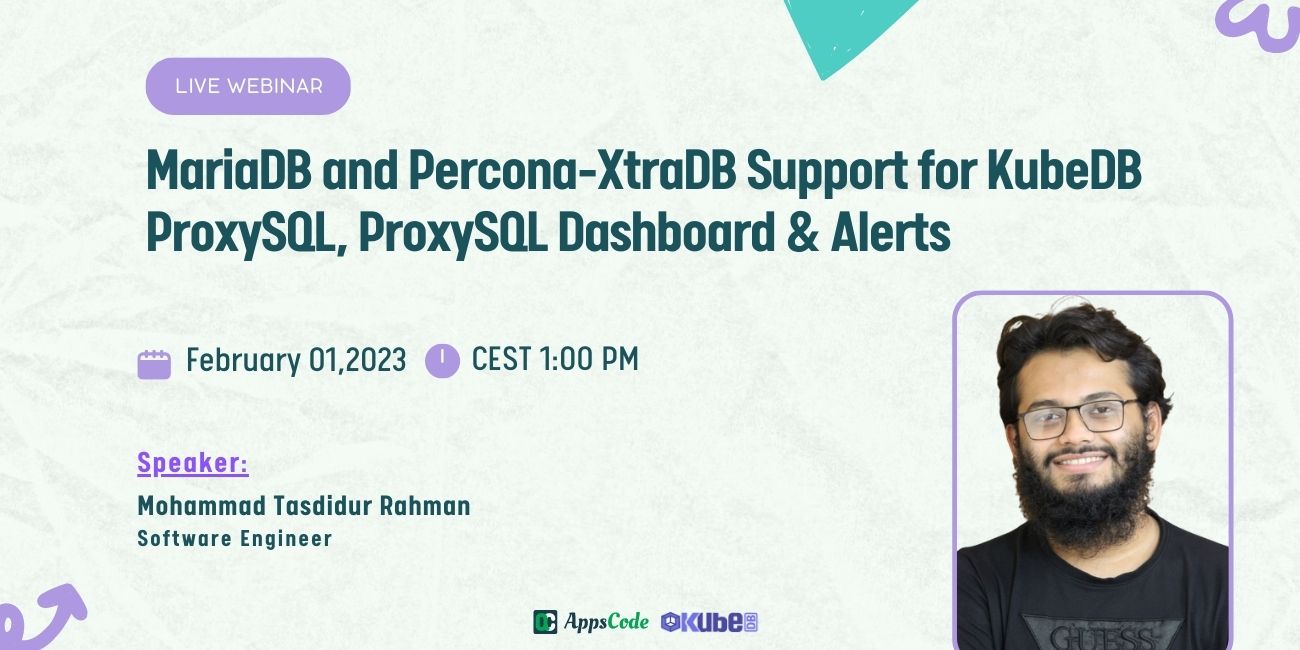 LIVE WEBINAR
MariaDB and Percona-XtraDB Support for KubeDB
ProxySQL, ProxySQL Dashboard & Alerts
February 01,2023 CEST 1:00 PM
Speaker:
Mohammad Tasdidur Rahman
Software Engineer
GUESS
AC AppsCode KubeDB